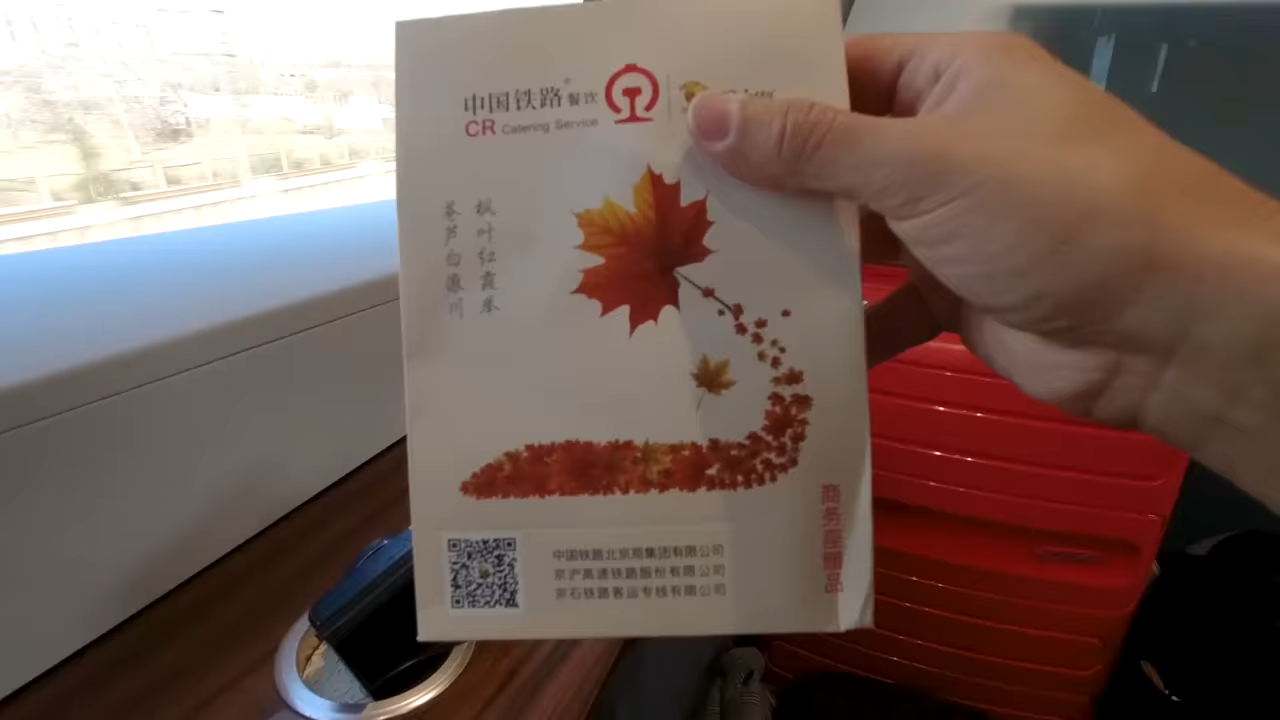 中国铁路®餐饮
CR Catering Service
枫叶红霞举
苍芦白浪川
商务座赠品
中国铁路北京局集团有限公司
京沪高速铁路股份有限公司
京石铁路客运专线有限公司